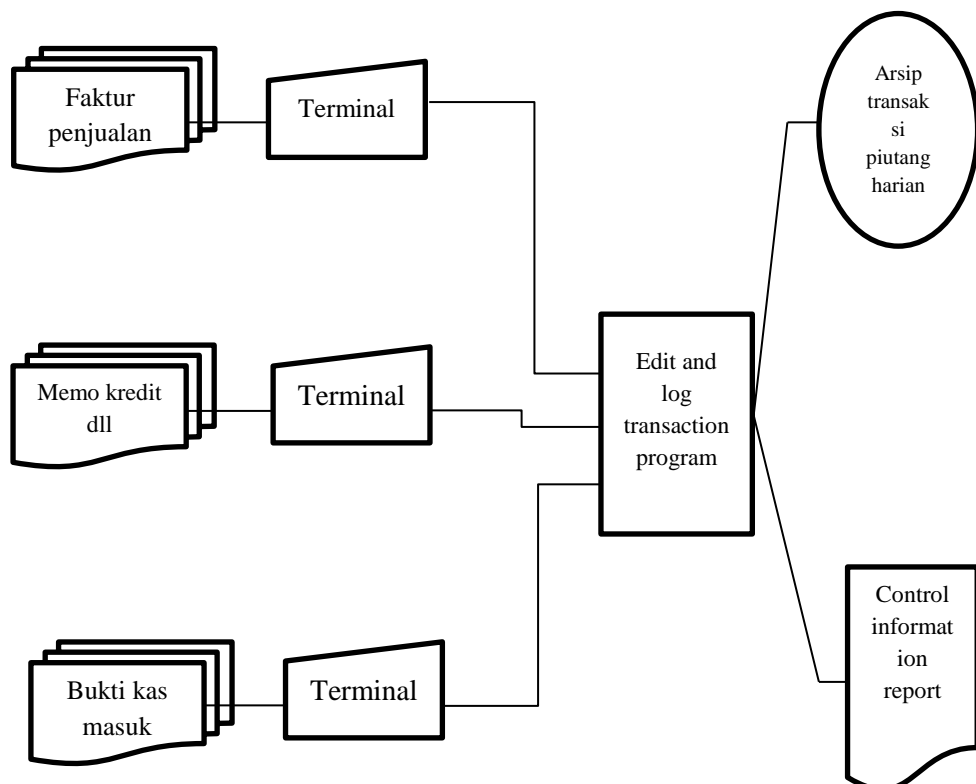 Faktur
penjualan
Terminal
Arsip
transak
si
piutang
harian
Memo kredit
dll
Terminal
Edit and
log
transaction
program
Bukti kas
masuk
Terminal
Control
informat
ion
report